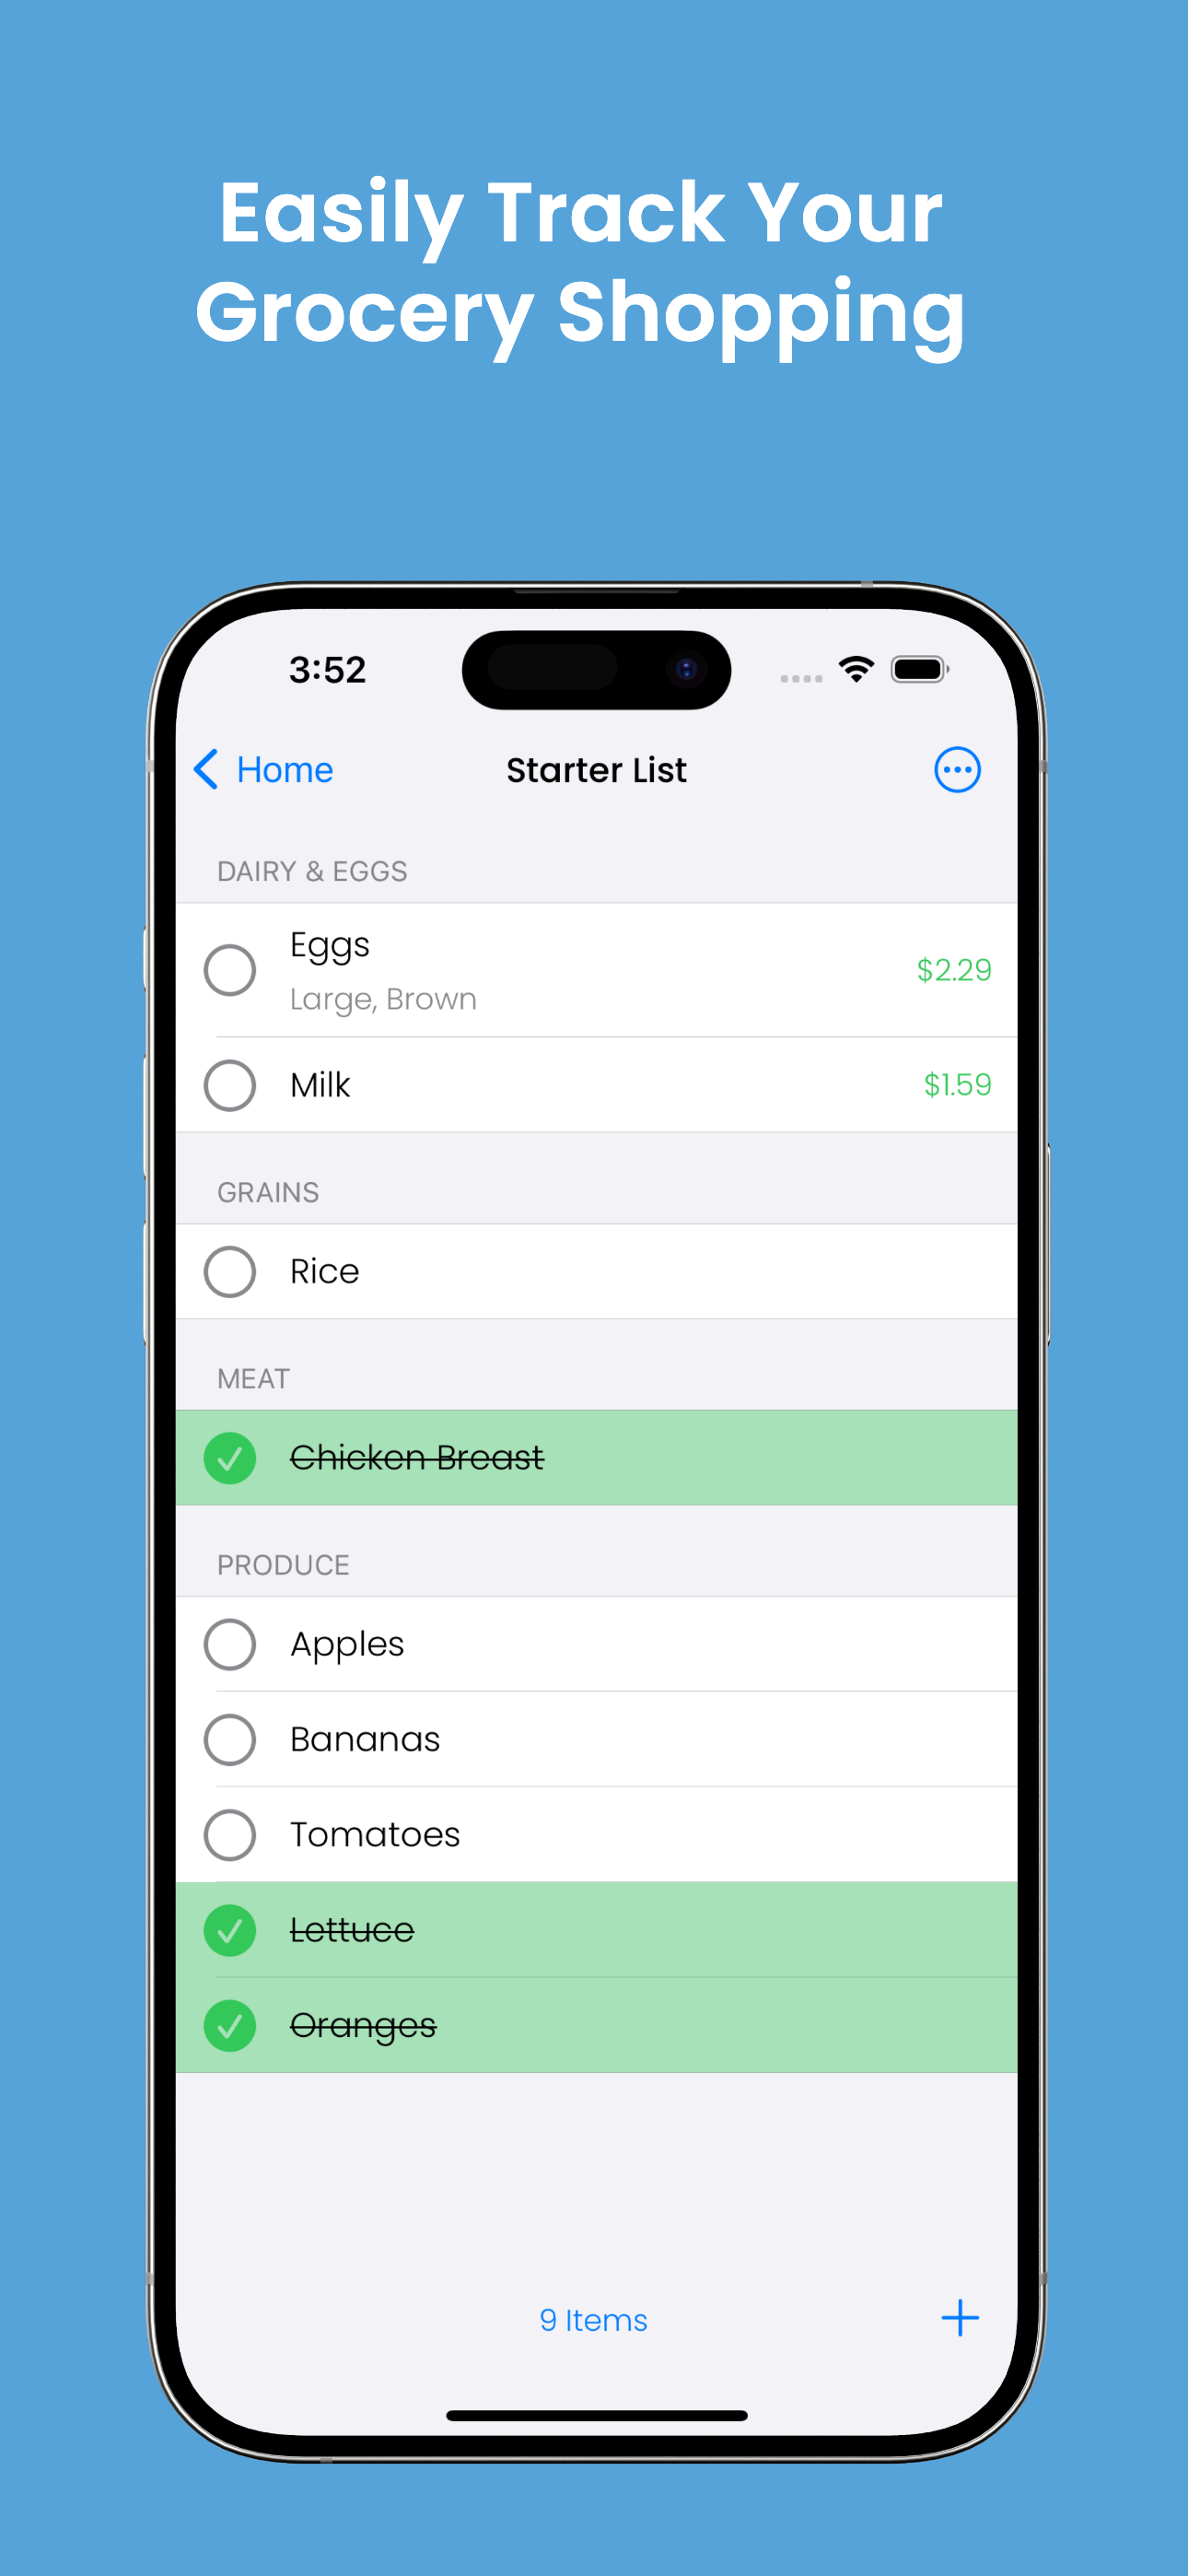 Easily Track Your
Grocery Shopping
3:52
Home
Starter List
DAIRY & EGGS
Eggs
$2.29
Large, Brown
Milk
$1.59
GRAINS
Rice
MEAT
Chicken Breast
PRODUCE
Apples
Bananas
Tomatoes
Lettuce
Oranges
9 Items